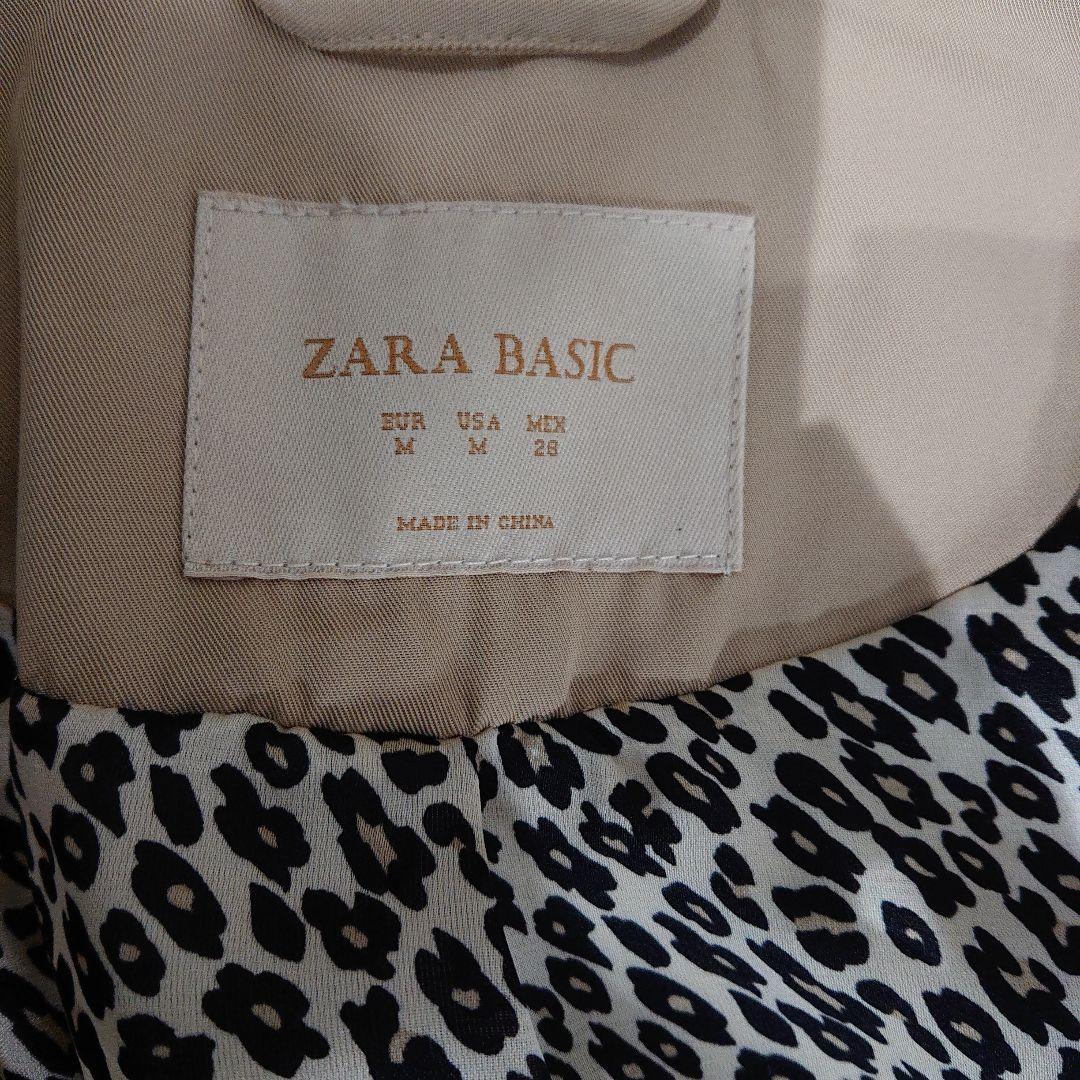 ZARA BASIC
EUR USA MEX
M M 28
MADE IN CHINA